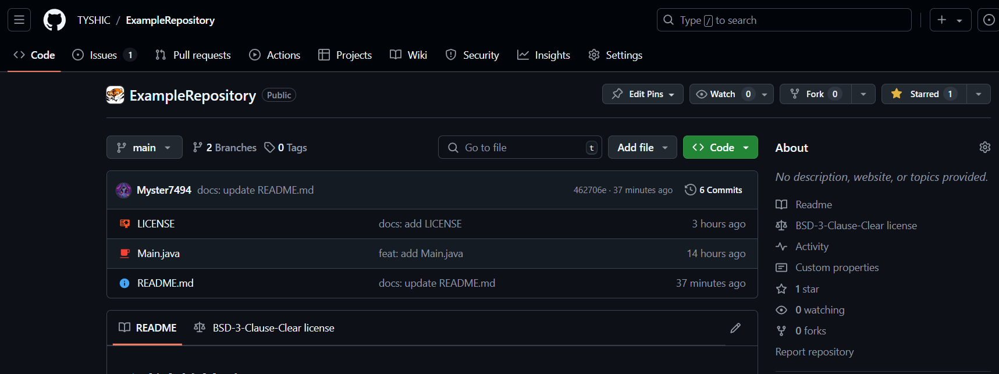 TYSHIC / ExampleRepository
Type / to search
Code
Issues 1
Pull requests
Actions
Projects
Wiki
Security
Insights
Settings
ExampleRepository Public
Edit Pins
Watch 0
Fork 0
Starred 1
main
2 Branches
0 Tags
Go to file t
Add file
Code
Myster7494 docs: update README.md 462706e · 37 minutes ago 6 Commits
LICENSE docs: add LICENSE 3 hours ago
Main.java feat: add Main.java 14 hours ago
README.md docs: update README.md 37 minutes ago
README
BSD-3-Clause-Clear license
About
No description, website, or topics provided.
Readme
BSD-3-Clause-Clear license
Activity
Custom properties
1 star
0 watching
0 forks
Report repository